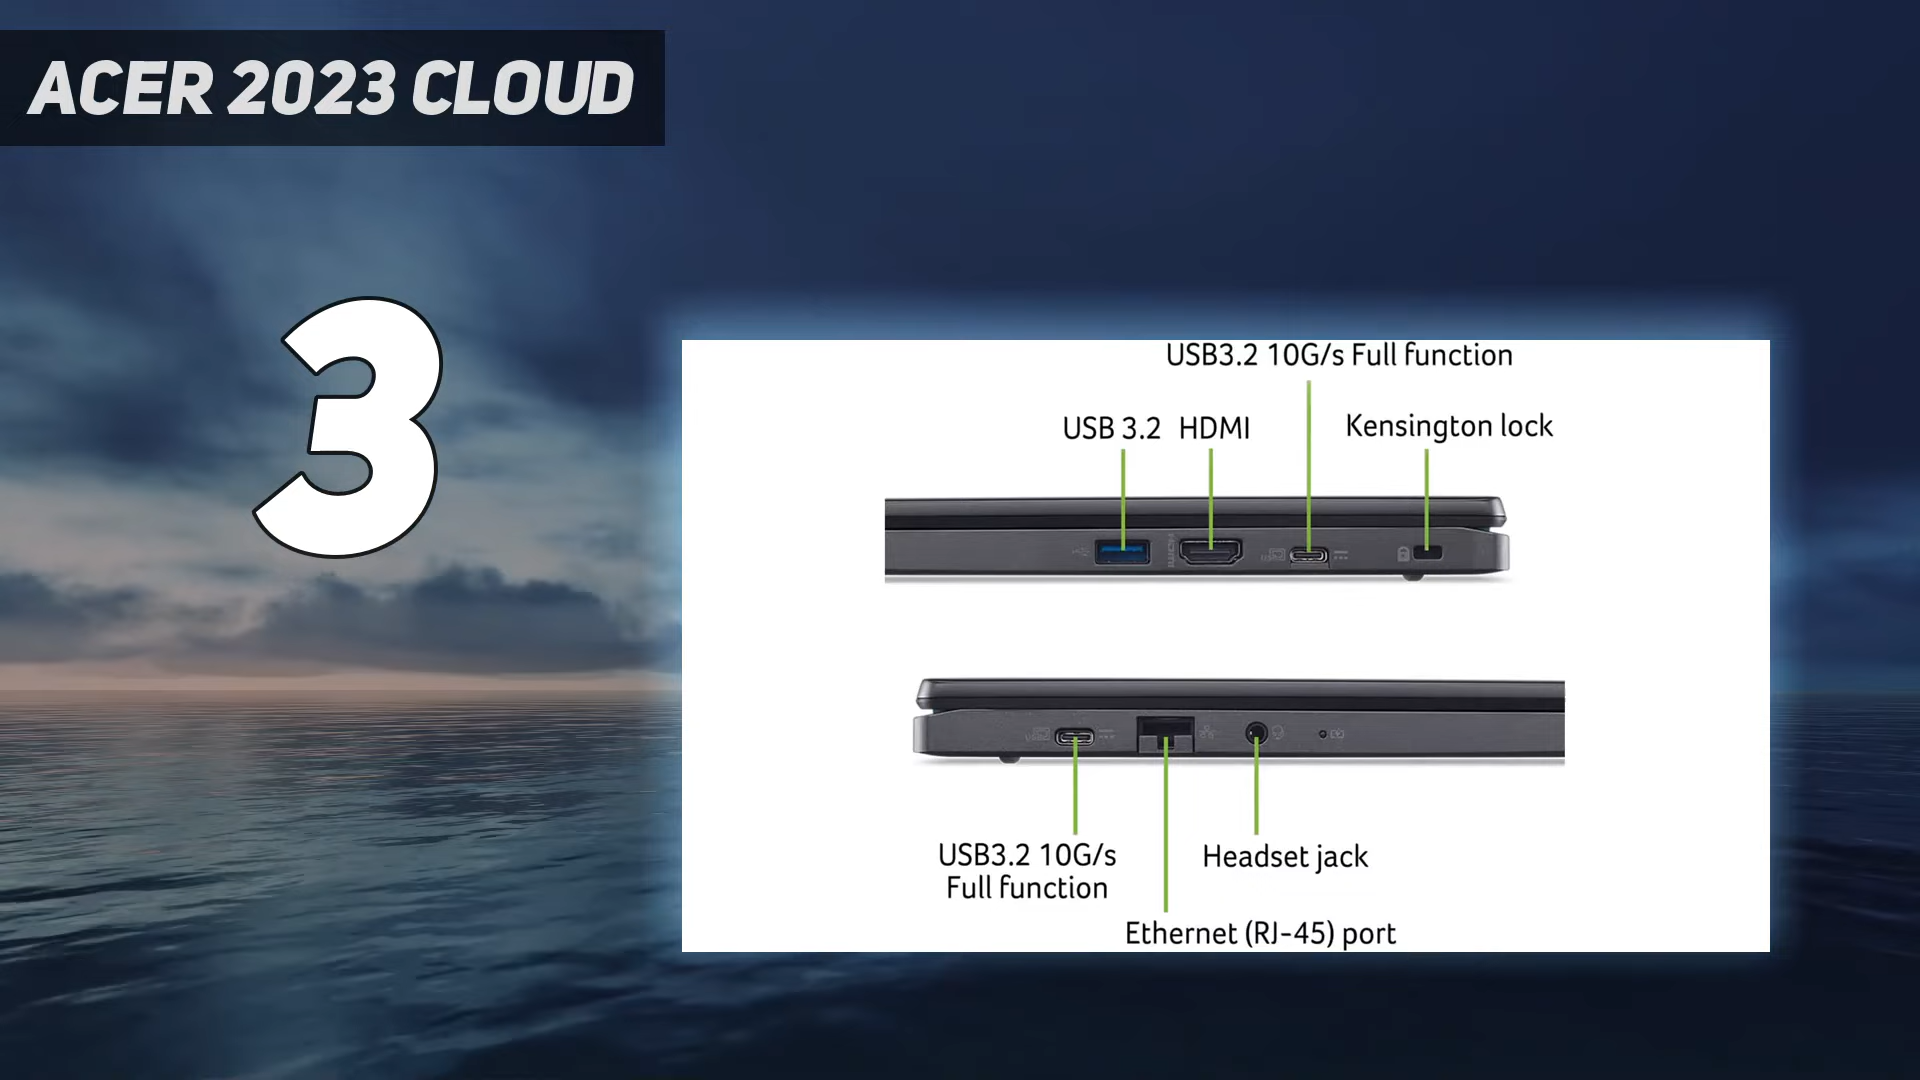 ACER 2023 CLOUD
3
USB3.2 10G/s Full function
USB 3.2 HDMI
Kensington lock
USB3.2 10G/s
Full function
Headset jack
Ethernet (RJ-45) port